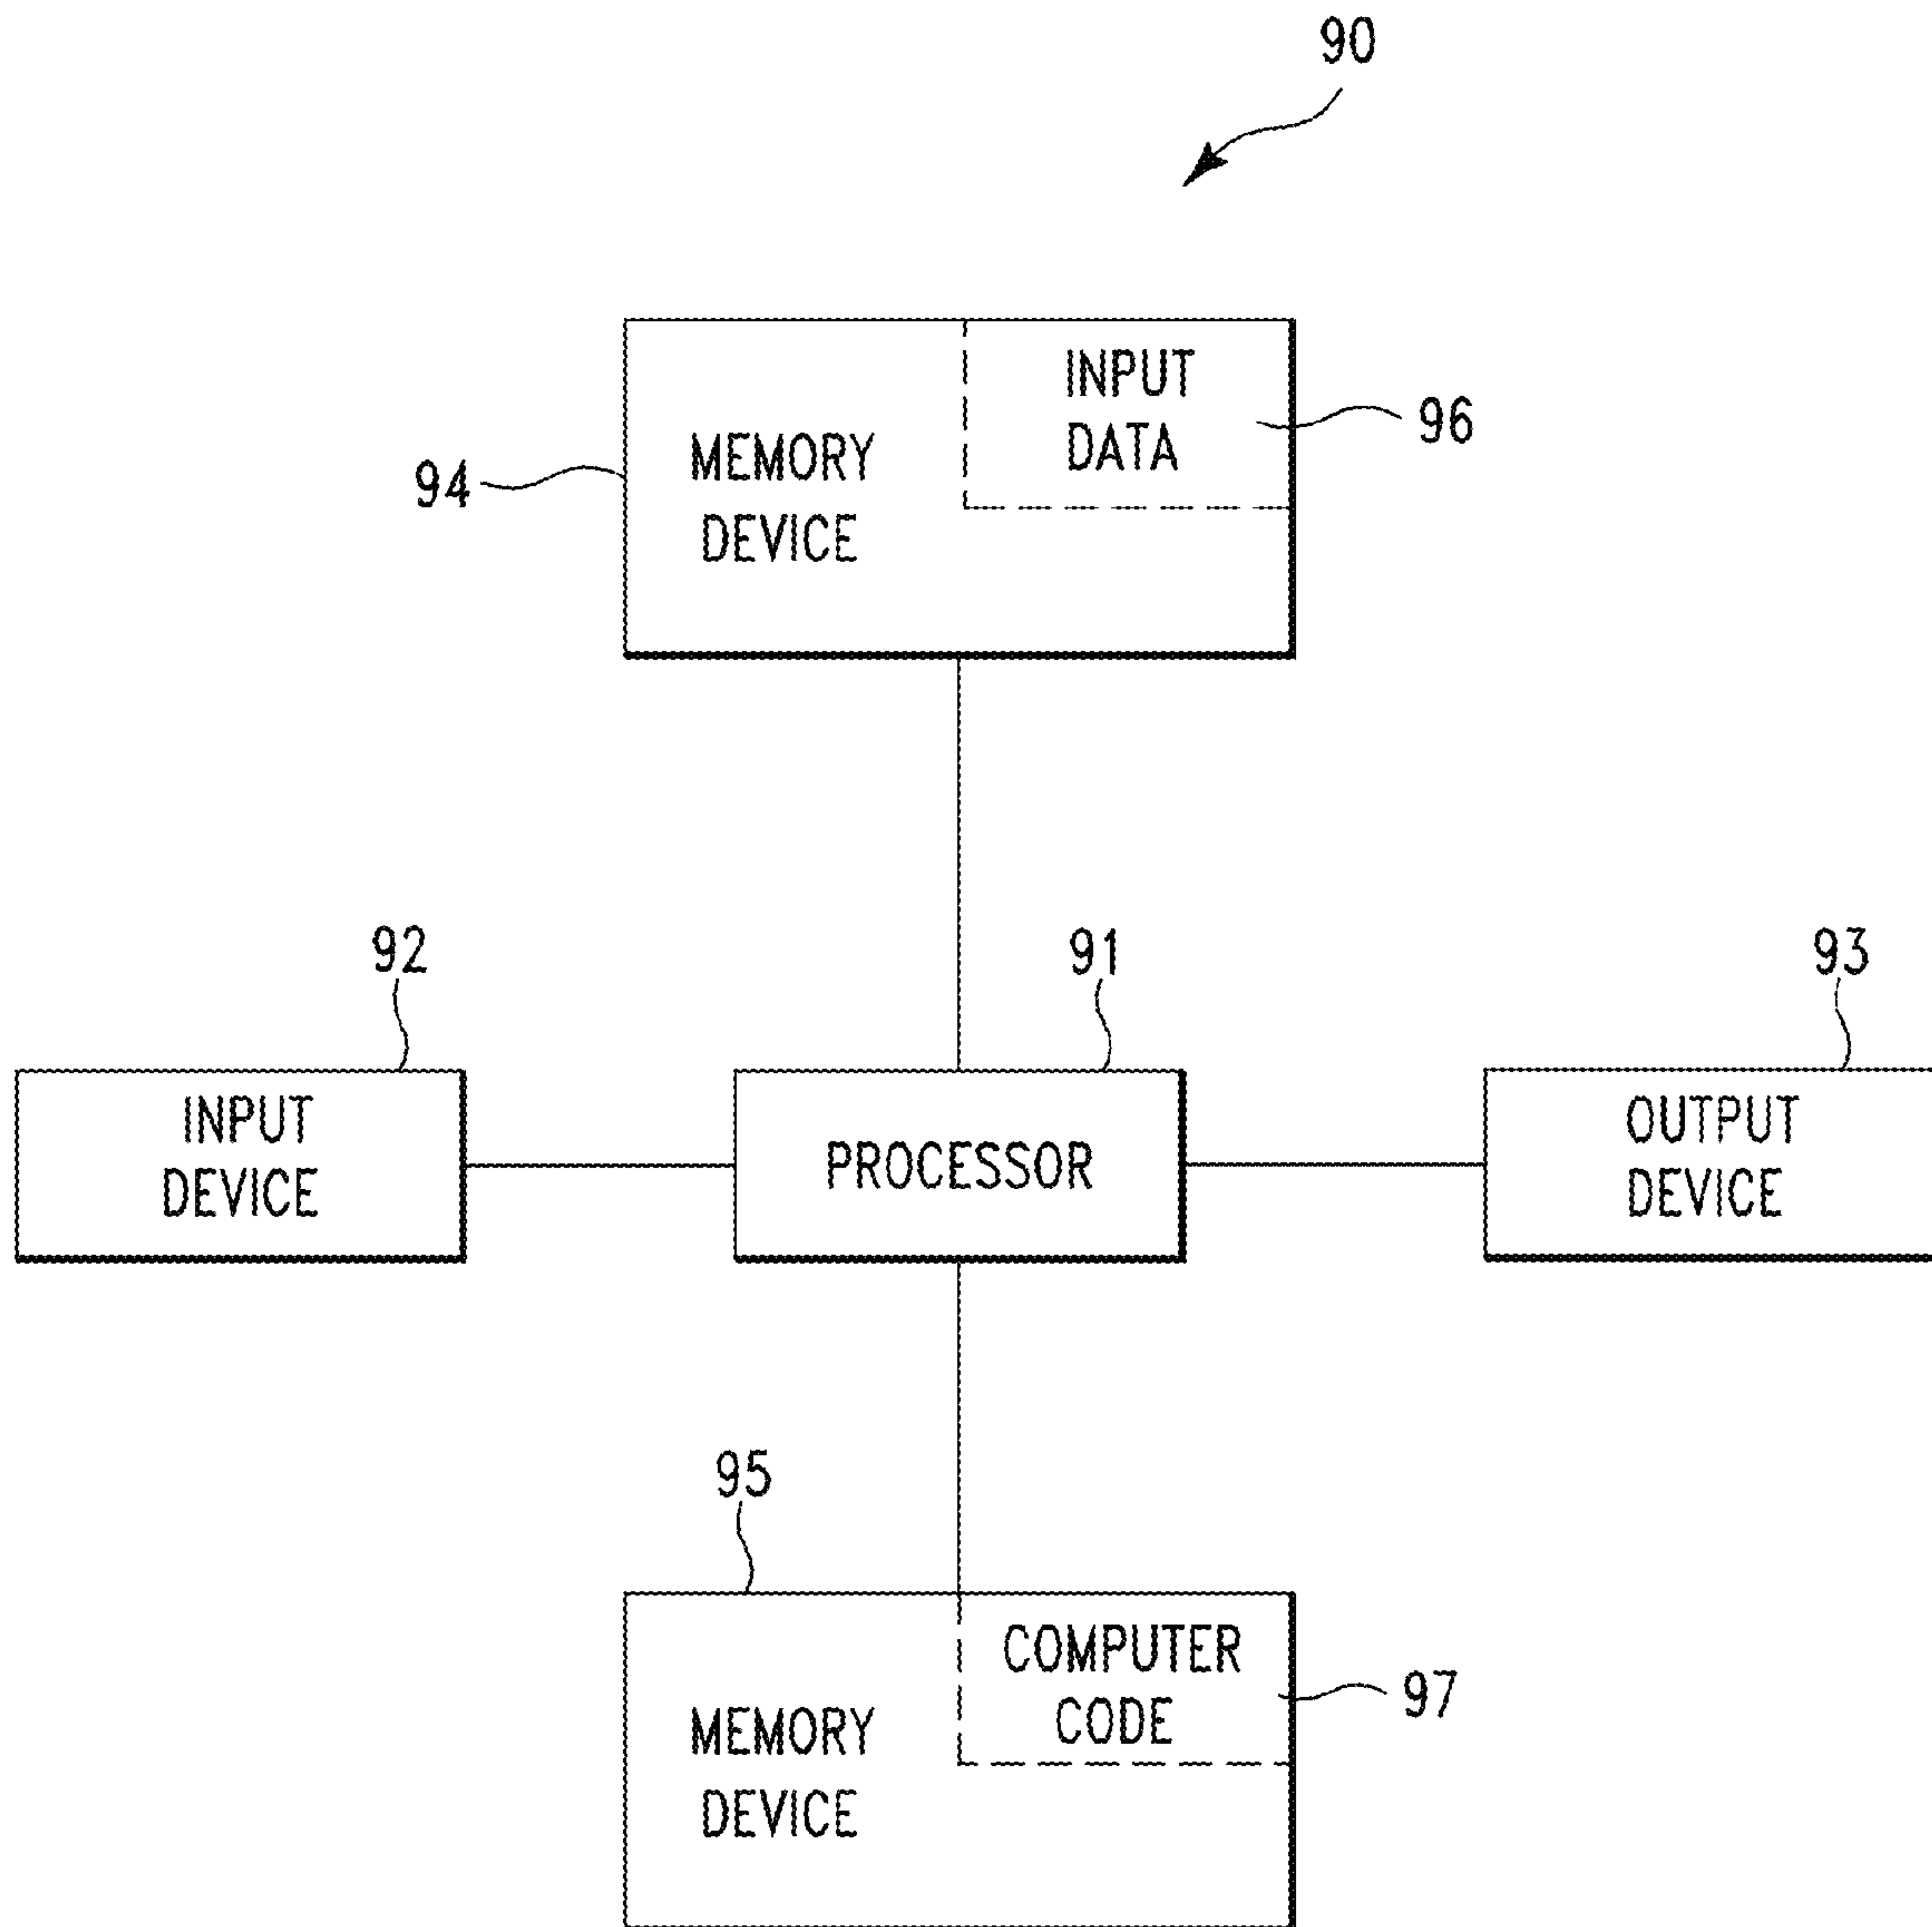 90
INPUT
DATA
96
MEMORY
DEVICE
94
92
91
93
INPUT
DEVICE
PROCESSOR
OUTPUT
DEVICE
95
COMPUTER
CODE
97
MEMORY
DEVICE